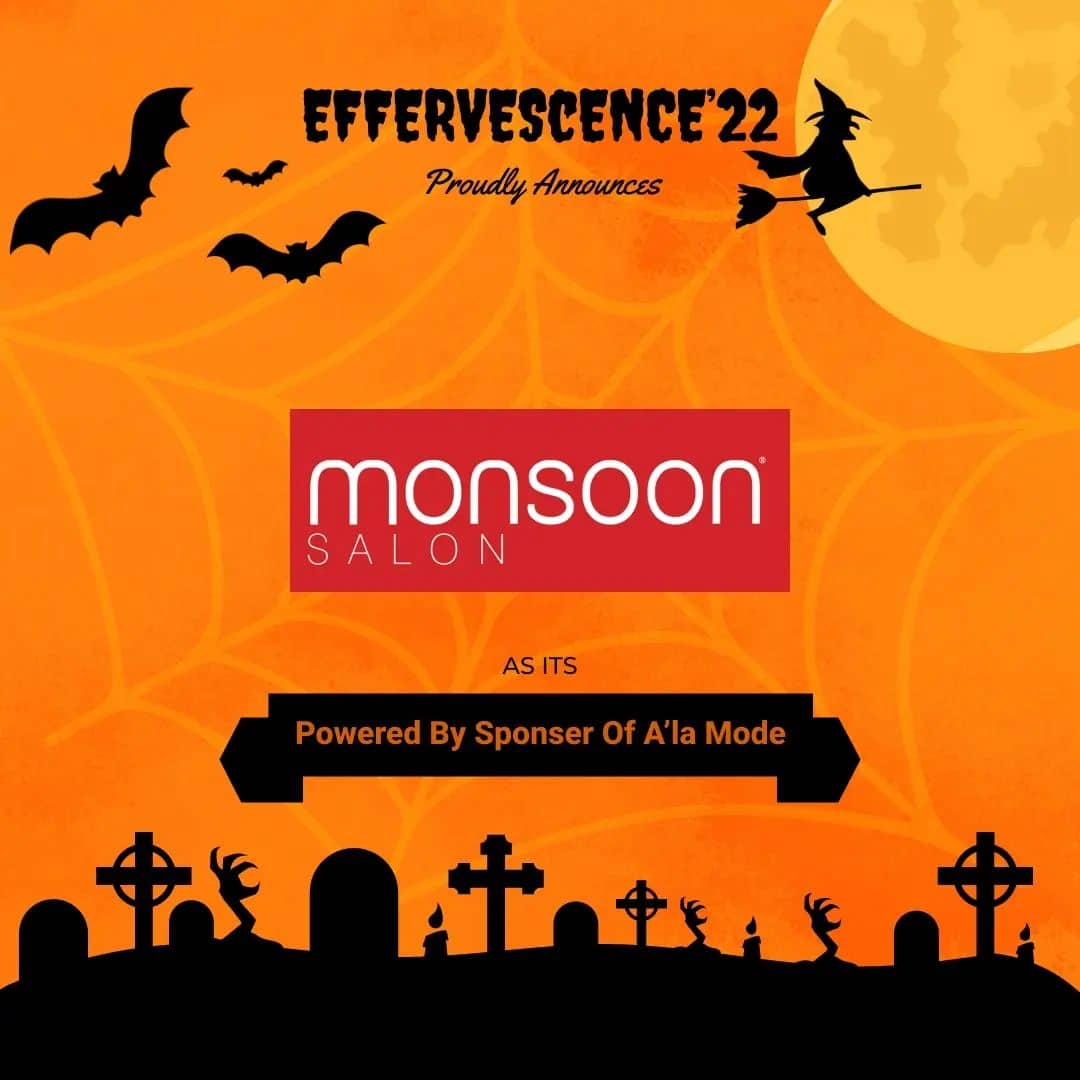 EFFERVESCENCE'22
Proudly Announces
monsoon®
SALON
AS ITS
Powered By Sponser Of A'la Mode